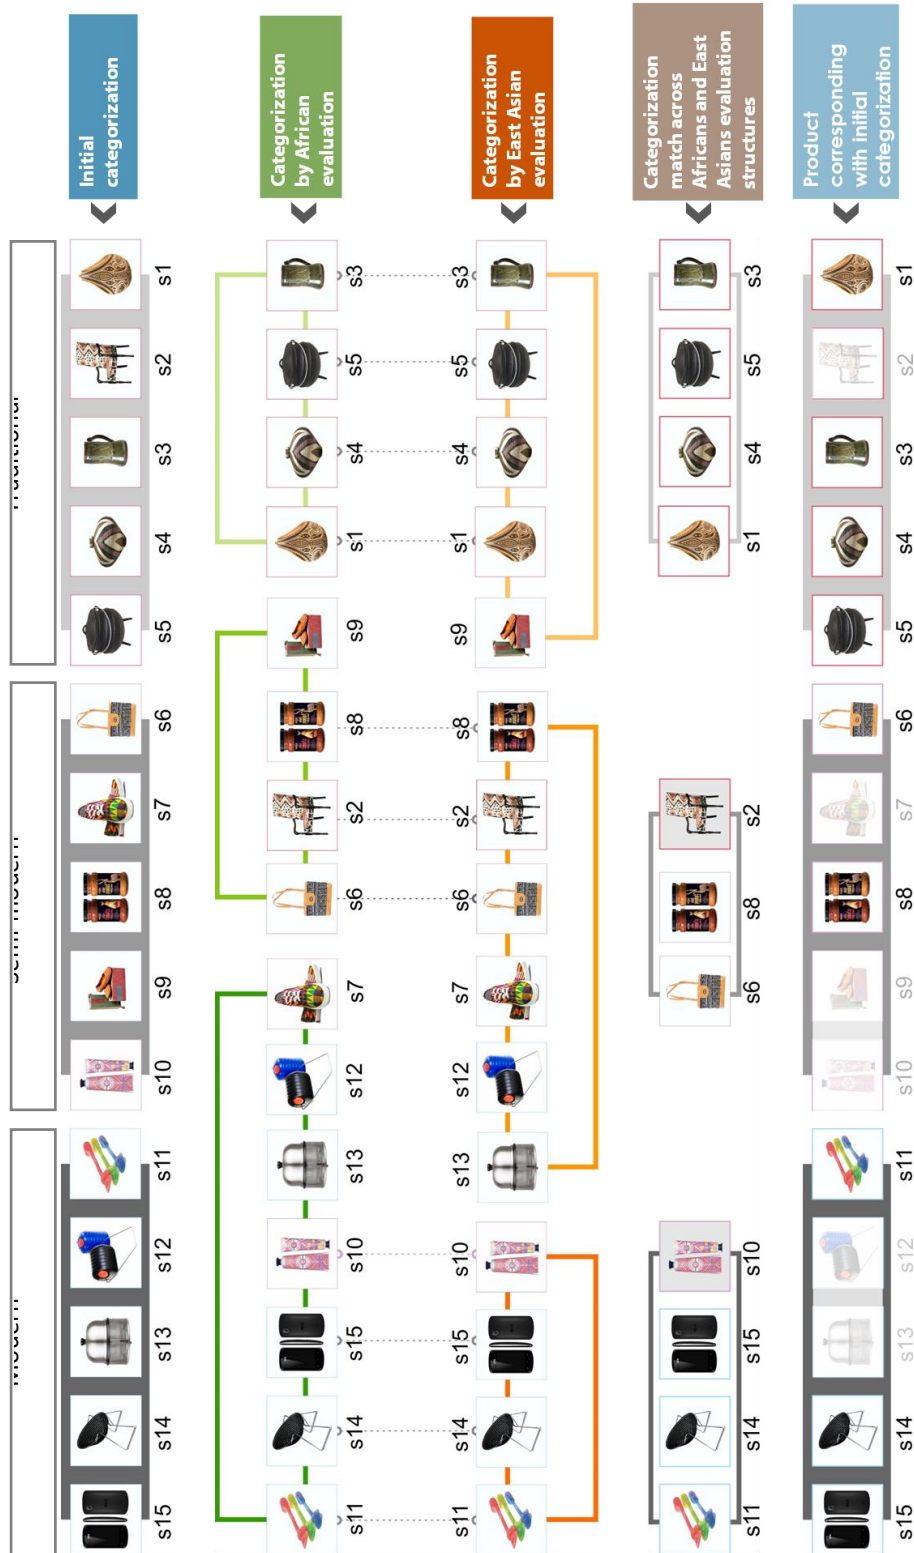 Initial
categorization
s1
s2
s3
s4
s5
s6
s7
s8
s9
s10
s11
s12
s13
s14
s15
Categorization
by African
evaluation
s3
s5
s4
s1
s9
s8
s2
s6
s7
s12
s13
s10
s15
s14
s11
Categorization
by East Asian
evaluation
s3
s5
s4
s1
s9
s8
s2
s6
s7
s12
s13
s10
s15
s14
s11
Categorization
match across
Africans and East
Asians evaluation
structures
s3
s5
s4
s1
s2
s8
s6
s10
s15
s14
s11
Product
corresponding
with initial
categorization
s1
s2
s3
s4
s5
s6
s7
s8
s9
s10
s11
s12
s13
s14
s15